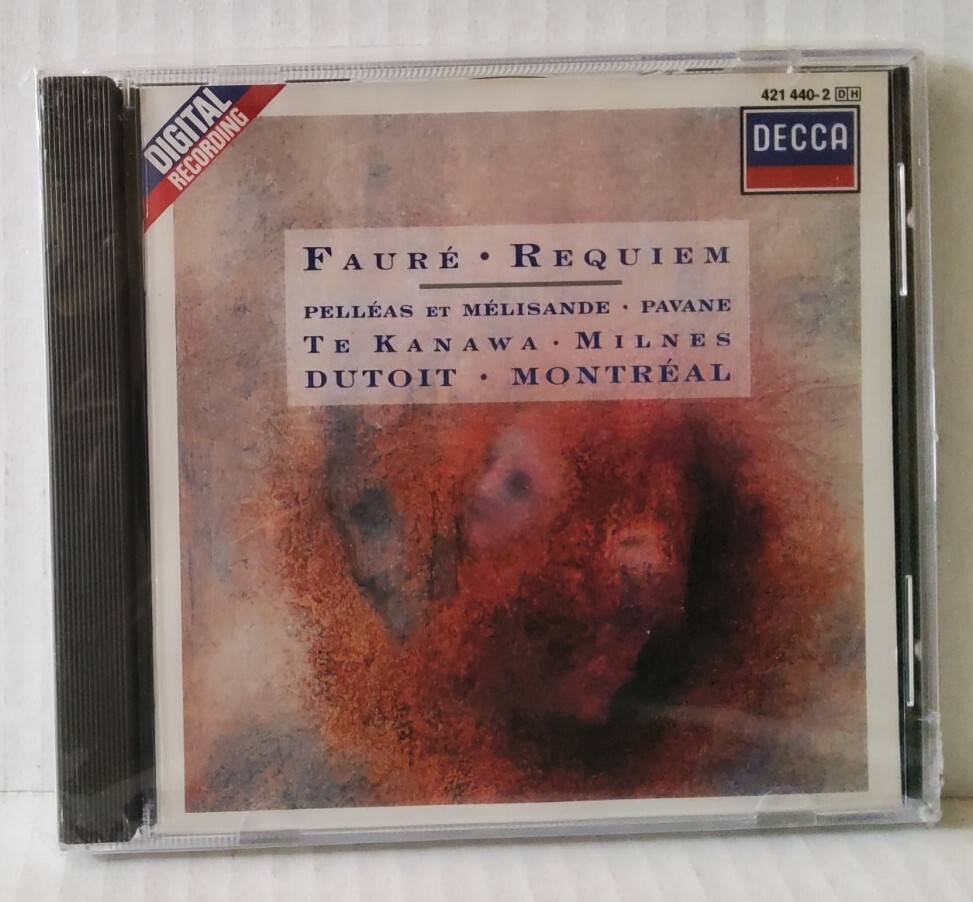 DIGITAL
RECORDING
421 440-2 DH
DECCA
FAURÉ · REQUIEM
PELLÉAS ET MÉLISANDE · PAVANE
TE KANAWA · MILNES
DUTOIT · MONTRÉAL